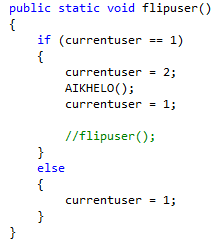 public static void flipuser()
{
    if (currentuser == 1)
    {
        currentuser = 2;
        AIKHELO();
        currentuser = 1;

        //flipuser();
    }
    else
    {
        currentuser = 1;
    }
}